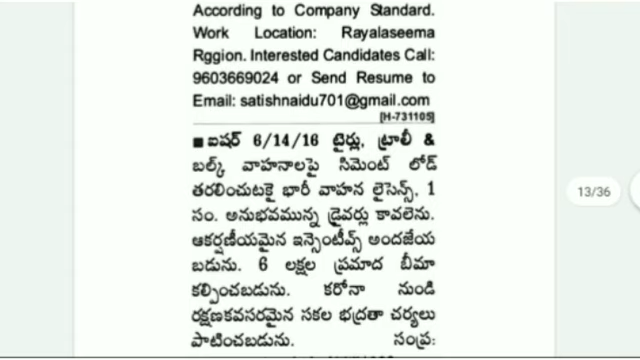 According to Company Standard.
Work Location: Rayalaseema
Rggion. Interested Candidates Call:
9603669024 or Send Resume to
Email: satishnaidu701@gmail.com
[H-731105]
■ ఐషర్ 6/14/16 టైర్లు, ట్రాలీ &
బల్క్ వాహనాలపై సిమెంట్ లోడ్
తరలించుటకై భారీ వాహన లైసెన్స్, 1
సం. అనుభవమున్న డ్రైవర్లు కావలెను.
ఆకర్షణీయమైన ఇన్సెంటీవ్స్ అందజేయ
బడును. 6 లక్షల ప్రమాద బీమా
కల్పించబడును. కరోనా నుండి
రక్షణకవసరమైన సకల భద్రతా చర్యలు
పాటించబడును. సంప్ర:
13/36